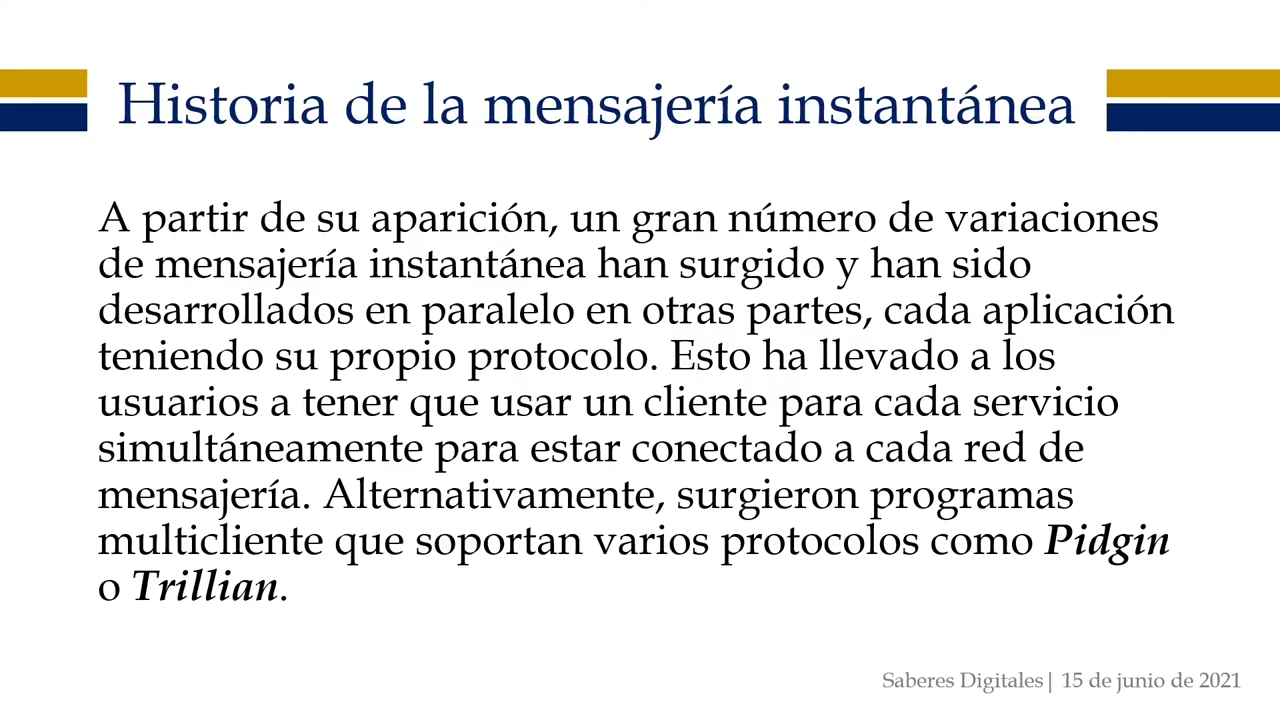 Historia de la mensajería instantánea
A partir de su aparición, un gran número de variaciones
de mensajería instantánea han surgido y han sido
desarrollados en paralelo en otras partes, cada aplicación
teniendo su propio protocolo. Esto ha llevado a los
usuarios a tener que usar un cliente para cada servicio
simultáneamente para estar conectado a cada red de
mensajería. Alternativamente, surgieron programas
multicliente que soportan varios protocolos como Pidgin
o Trillian.
Saberes Digitales| 15 de junio de 2021